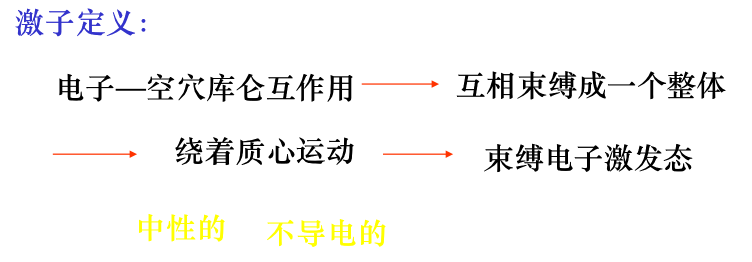 激子定义：
电子—空穴库仑互作用 互相束缚成一个整体
绕着质心运动 束缚电子激发态
中性的 不导电的